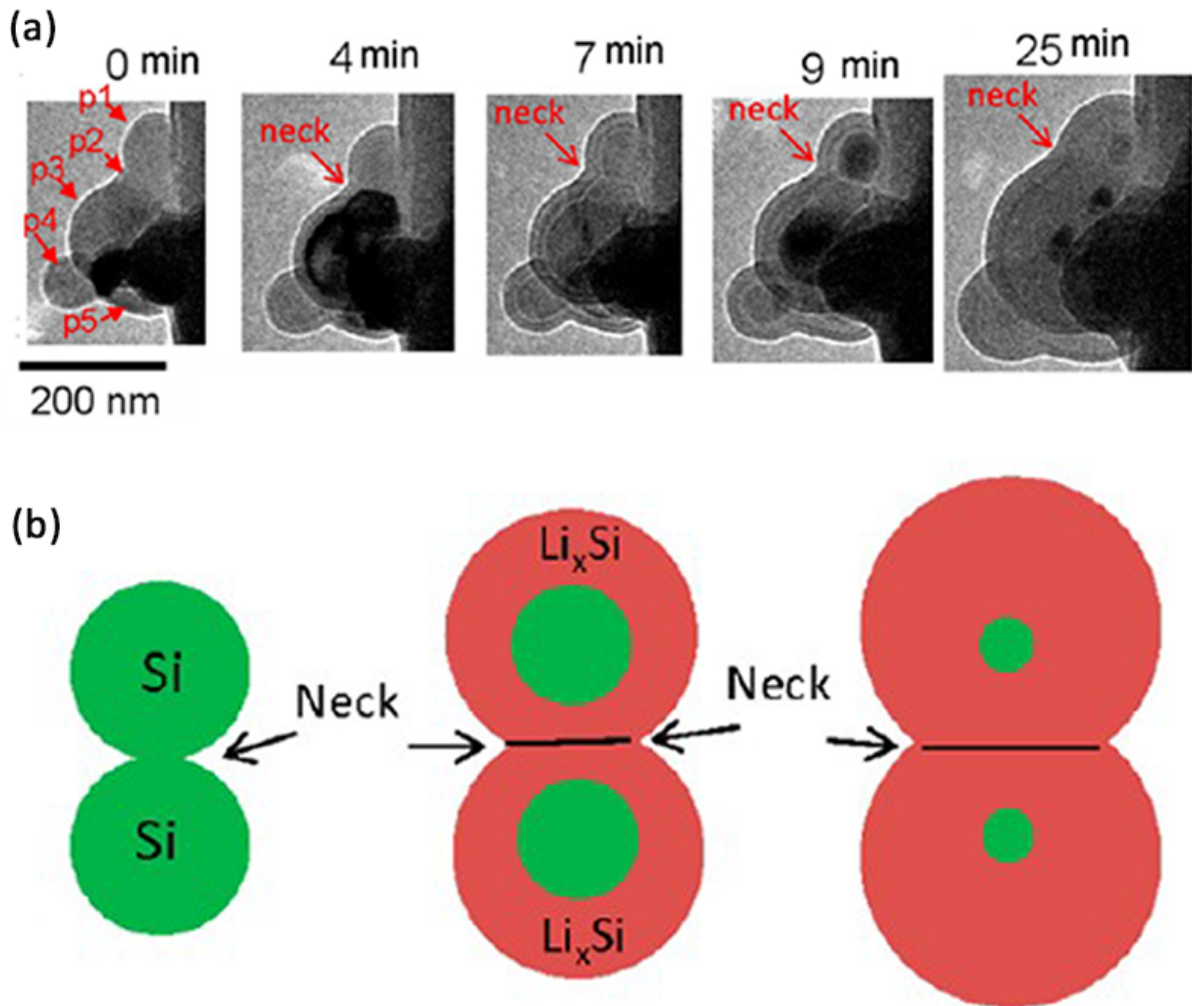 (a)
0 min
4 min
7 min
9 min
25 min
p1
p2
p3
p4
p5
neck
neck
neck
neck
200 nm
(b)
Si
Si
Neck
LiₓSi
LiₓSi
Neck